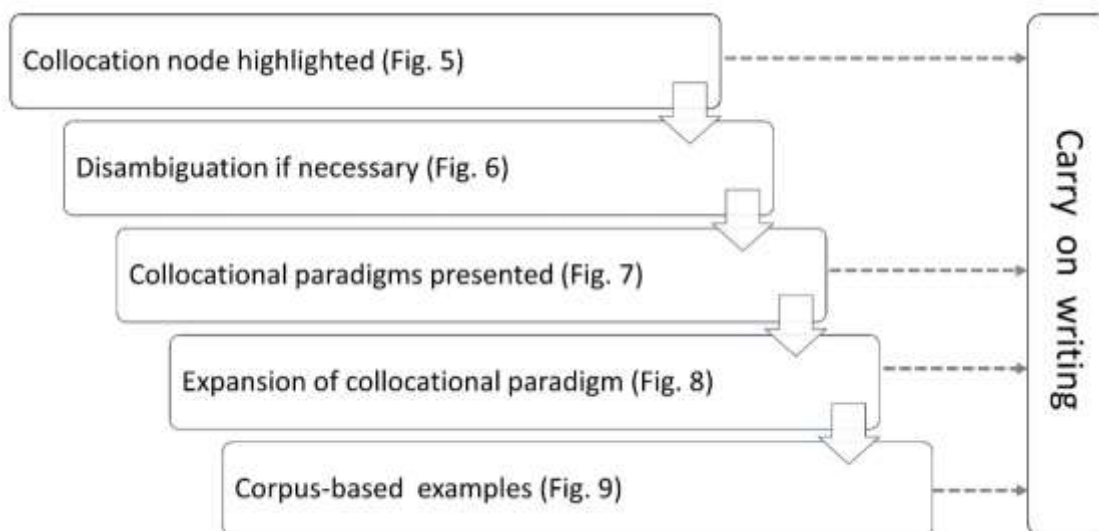 Collocation node highlighted (Fig. 5)
Disambiguation if necessary (Fig. 6)
Collocational paradigms presented (Fig. 7)
Expansion of collocational paradigm (Fig. 8)
Corpus-based examples (Fig. 9)
Carry on writing